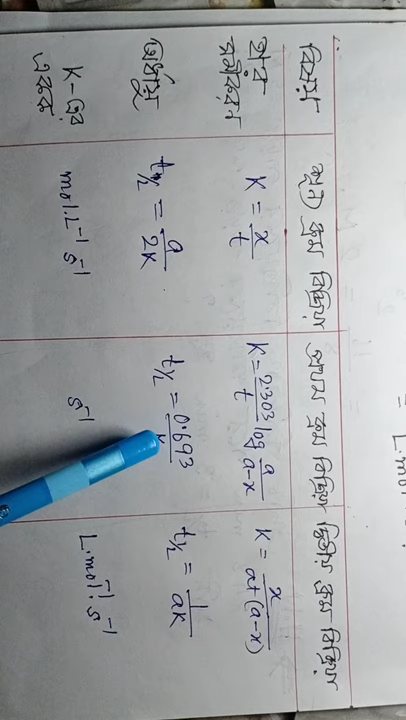 বিষয় শূন্য ক্রম বিক্রিয়া প্রথম ক্রম বিক্রিয়া দ্বিতীয় ক্রম বিক্রিয়া
হার সমীকরণ K = x/t K = 2.303/t log a/a-x K = x/at(a-x)
অর্ধায়ু t½ = a/2K t½ = 0.693/ t½ = 1/aK
K-এর একক mol.L⁻¹ s⁻¹ s⁻¹ L.mol⁻¹.s⁻¹
= L.mol